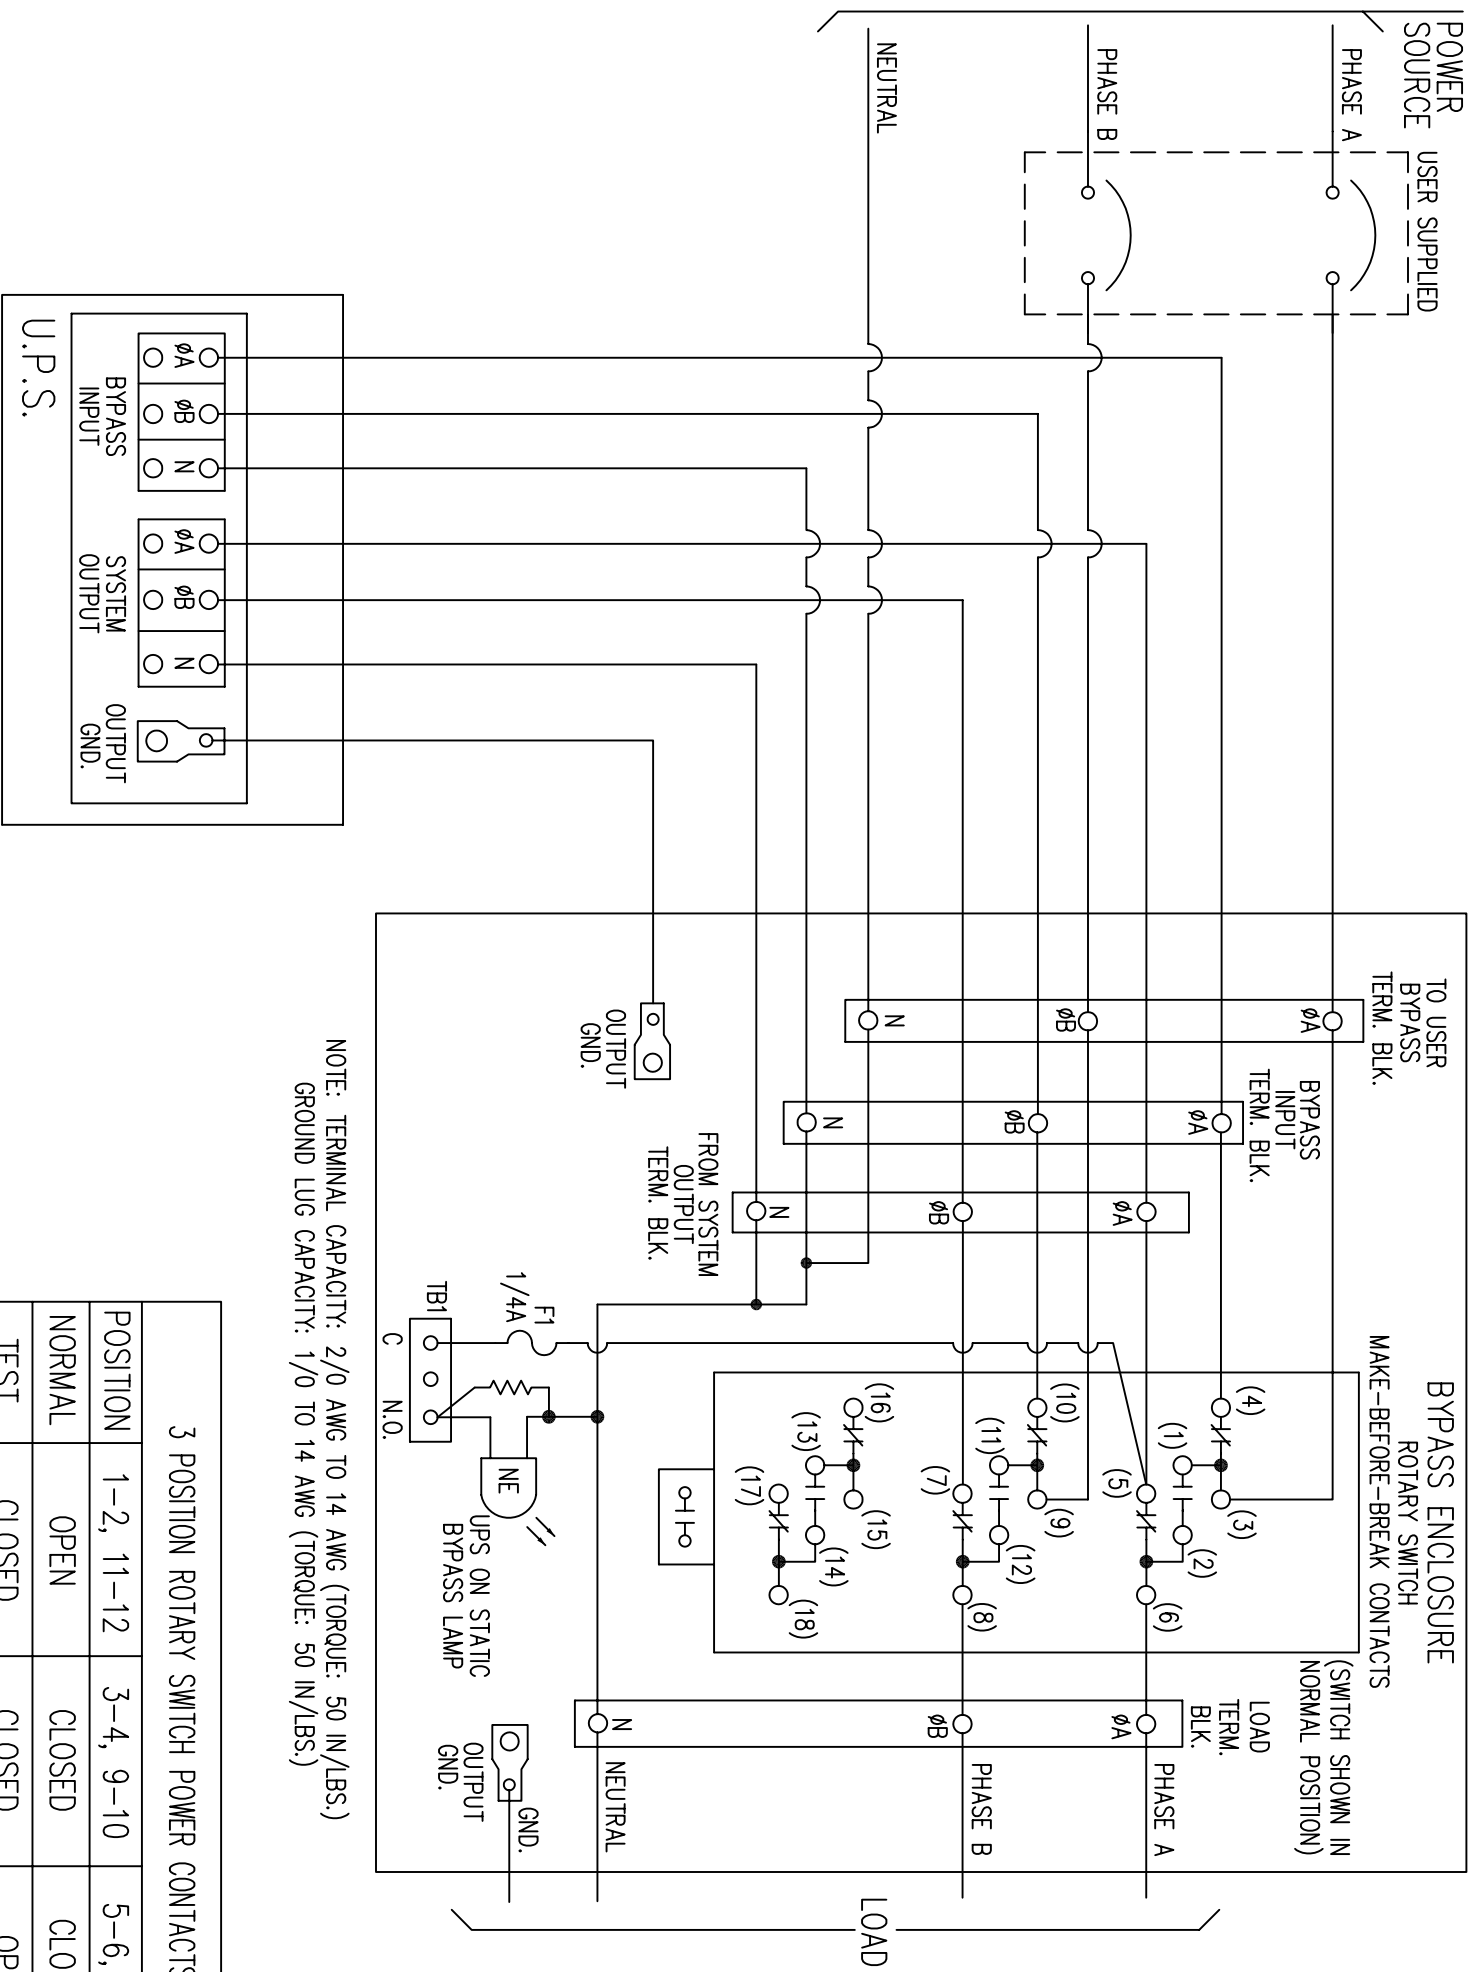 POWER
SOURCE
USER SUPPLIED
PHASE A
PHASE B
NEUTRAL
BYPASS ENCLOSURE
ROTARY SWITCH
MAKE-BEFORE-BREAK CONTACTS
(SWITCH SHOWN IN
NORMAL POSITION)
TO USER
BYPASS
TERM. BLK.
ØA
ØB
N
BYPASS
INPUT
TERM. BLK.
ØA
ØB
N
FROM SYSTEM
OUTPUT
TERM. BLK.
ØA
ØB
N
(4)
(3)
(1)
(2)
(5)
(6)
(10)
(9)
(11)
(12)
(7)
(8)
(16)
(15)
(13)
(14)
(17)
(18)
LOAD
TERM.
BLK.
ØA
ØB
N
PHASE A
PHASE B
NEUTRAL
GND.
LOAD
OUTPUT
GND.
OUTPUT
GND.
F1
1/4A
TB1
C
N.O.
NE
UPS ON STATIC
BYPASS LAMP
U.P.S.
ØA
ØB
N
BYPASS
INPUT
ØA
ØB
N
SYSTEM
OUTPUT
OUTPUT
GND.
NOTE: TERMINAL CAPACITY: 2/0 AWG TO 14 AWG (TORQUE: 50 IN/LBS.)
GROUND LUG CAPACITY: 1/0 TO 14 AWG (TORQUE: 50 IN/LBS.)
3 POSITION ROTARY SWITCH POWER CONTACTS
POSITION 1-2, 11-12 3-4, 9-10 5-6,
NORMAL OPEN CLOSED CLO
TEST CLOSED CLOSED OP